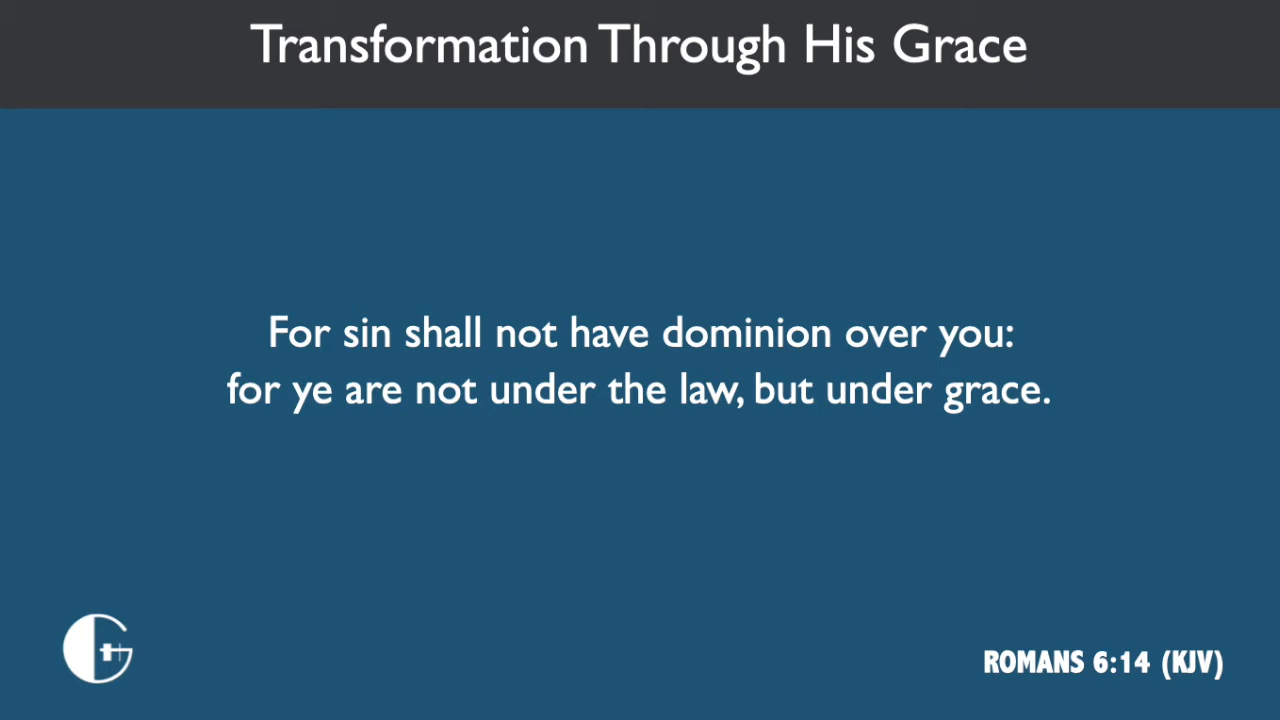 Transformation Through His Grace
For sin shall not have dominion over you:
for ye are not under the law, but under grace.
ROMANS 6:14 (KJV)